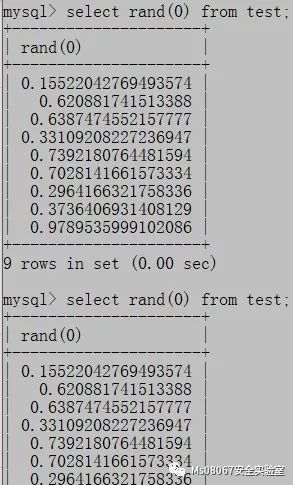 mysql> select rand(0) from test;
+---------------------+
| rand(0)             |
+---------------------+
| 0.15522042769493574 |
|   0.620881741513388 |
|  0.6387474552157777 |
| 0.33109208227236947 |
|  0.7392180764481594 |
|  0.7028141661573334 |
|  0.2964166321758336 |
|  0.3736406931408129 |
|  0.9789535999102086 |
+---------------------+
9 rows in set (0.00 sec)
mysql> select rand(0) from test;
+---------------------+
| rand(0)             |
+---------------------+
| 0.15522042769493574 |
|   0.620881741513388 |
|  0.6387474552157777 |
| 0.33109208227236947 |
|  0.7392180764481594 |
|  0.7028141661573334 |
|  0.2964166321758336
Ms08067安全实验室